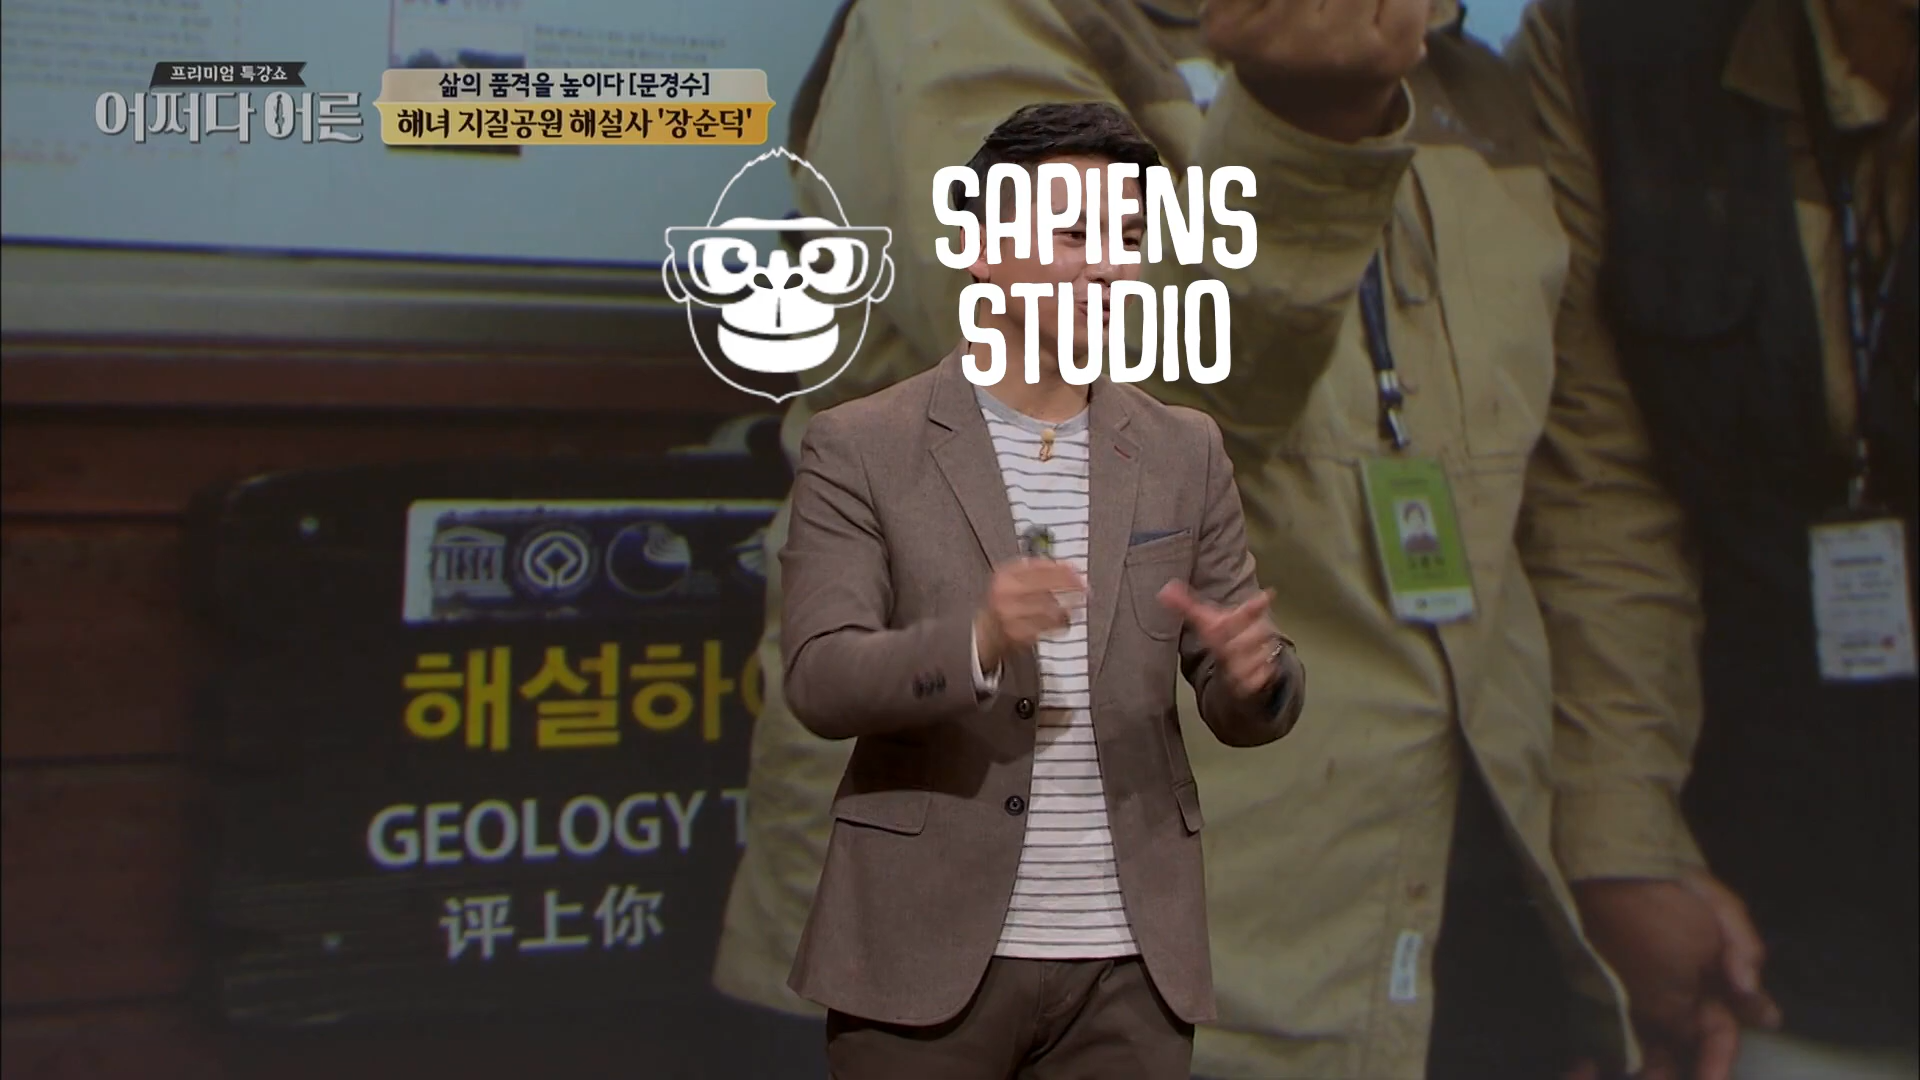 프리미엄 특강쇼
어쩌다 어른
삶의 품격을 높이다 [문경수]
해녀 지질공원 해설사 '장순덕'
SAPIENS
STUDIO
해설하
GEOLOGY T
评上你